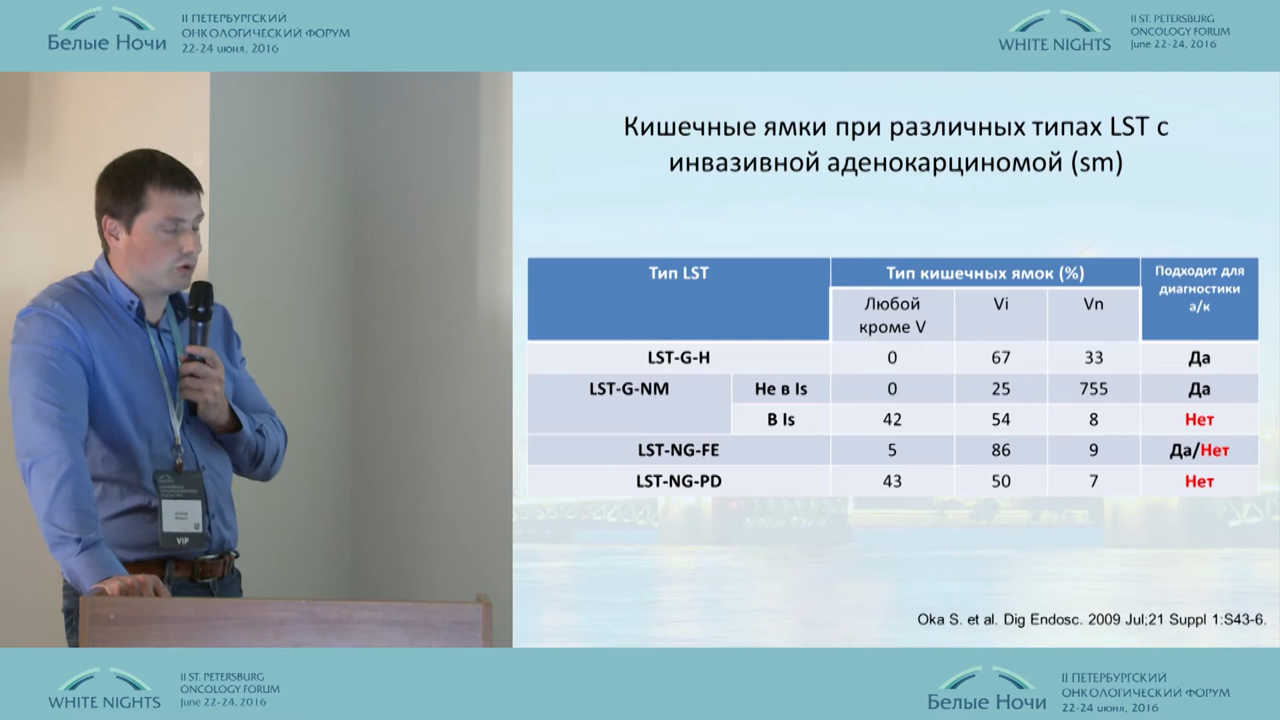 Белые Ночи
II ПЕТЕРБУРГСКИЙ
ОНКОЛОГИЧЕСКИЙ ФОРУМ
22-24 июня, 2016
WHITE NIGHTS
II ST. PETERSBURG
ONCOLOGY FORUM
June 22-24, 2016
Кишечные ямки при различных типах LST с
инвазивной аденокарциномой (sm)
Тип LST
Тип кишечных ямок (%)
Подходит для
диагностики
а/к
Любой
кроме V
Vi
Vn
LST-G-H 0 67 33 Да
LST-G-NM Не в Is 0 25 755 Да
В Is 42 54 8 Нет
LST-NG-FE 5 86 9 Да/Нет
LST-NG-PD 43 50 7 Нет
Oka S. et al. Dig Endosc. 2009 Jul;21 Suppl 1:S43-6.
VIP
WHITE NIGHTS
II ST. PETERSBURG
ONCOLOGY FORUM
June 22-24, 2016
Белые Ночи
II ПЕТЕРБУРГСКИЙ
ОНКОЛОГИЧЕСКИЙ ФОРУМ
22-24 июня, 2016